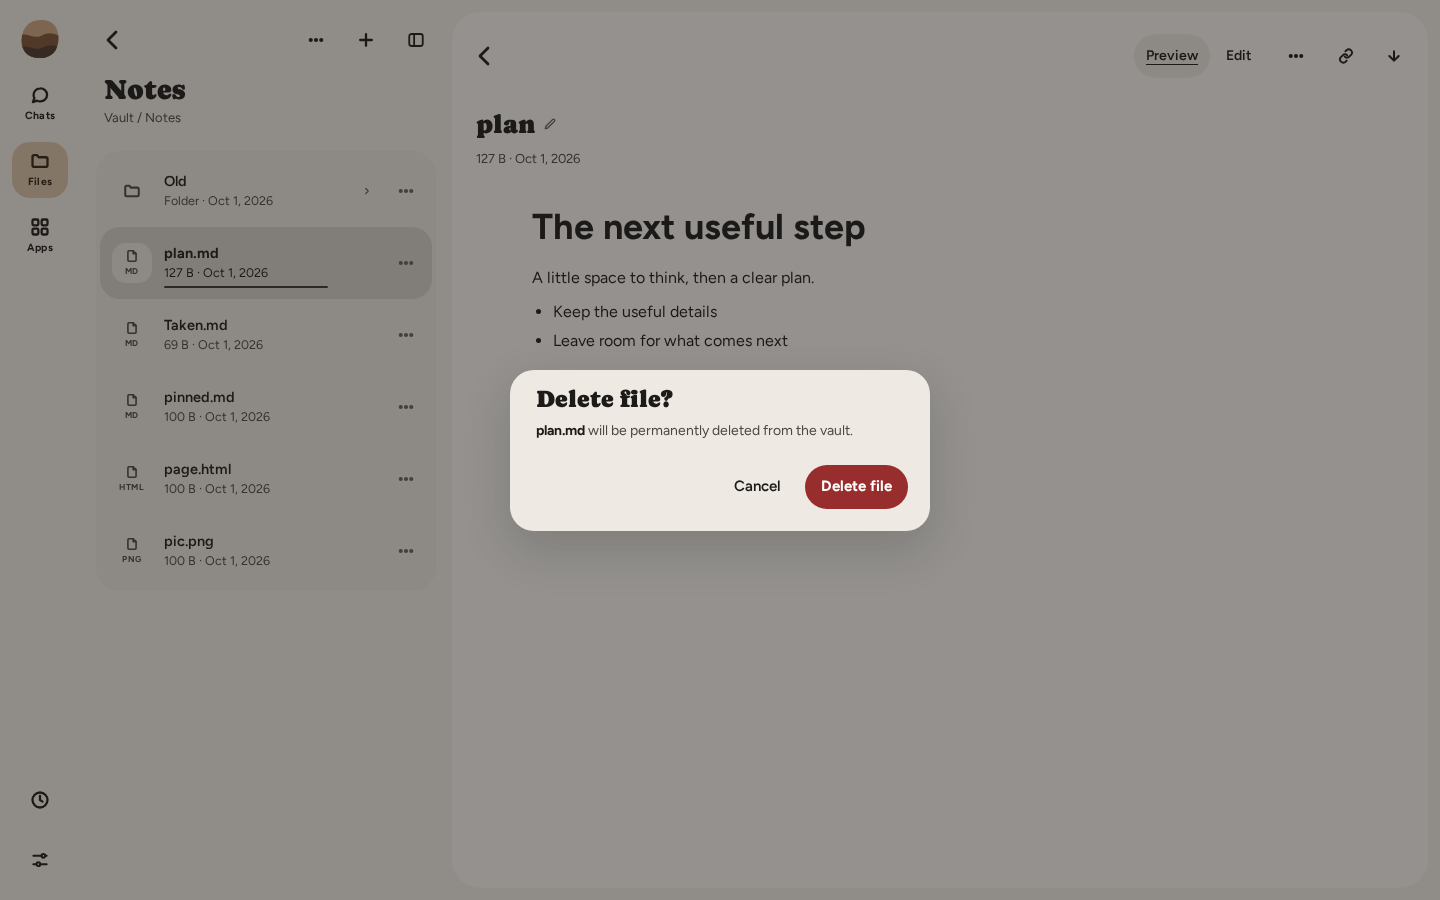 Chats
Files
Apps
Notes
Vault / Notes
Old
Folder · Oct 1, 2026
MD
plan.md
127 B · Oct 1, 2026
MD
Taken.md
69 B · Oct 1, 2026
MD
pinned.md
100 B · Oct 1, 2026
HTML
page.html
100 B · Oct 1, 2026
PNG
pic.png
100 B · Oct 1, 2026
Preview
Edit
plan
127 B · Oct 1, 2026
The next useful step
A little space to think, then a clear plan.
• Keep the useful details
• Leave room for what comes next
Delete file?
plan.md will be permanently deleted from the vault.
Cancel
Delete file